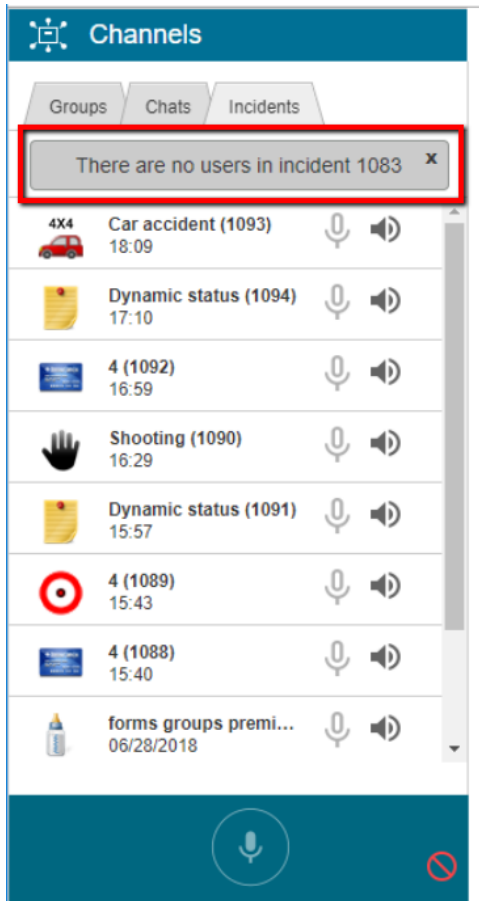 Channels
Groups Chats Incidents
There are no users in incident 1083 x
4X4
Car accident (1093)
18:09
Dynamic status (1094)
17:10
4 (1092)
16:59
Shooting (1090)
16:29
Dynamic status (1091)
15:57
4 (1089)
15:43
4 (1088)
15:40
forms groups premi...
06/28/2018